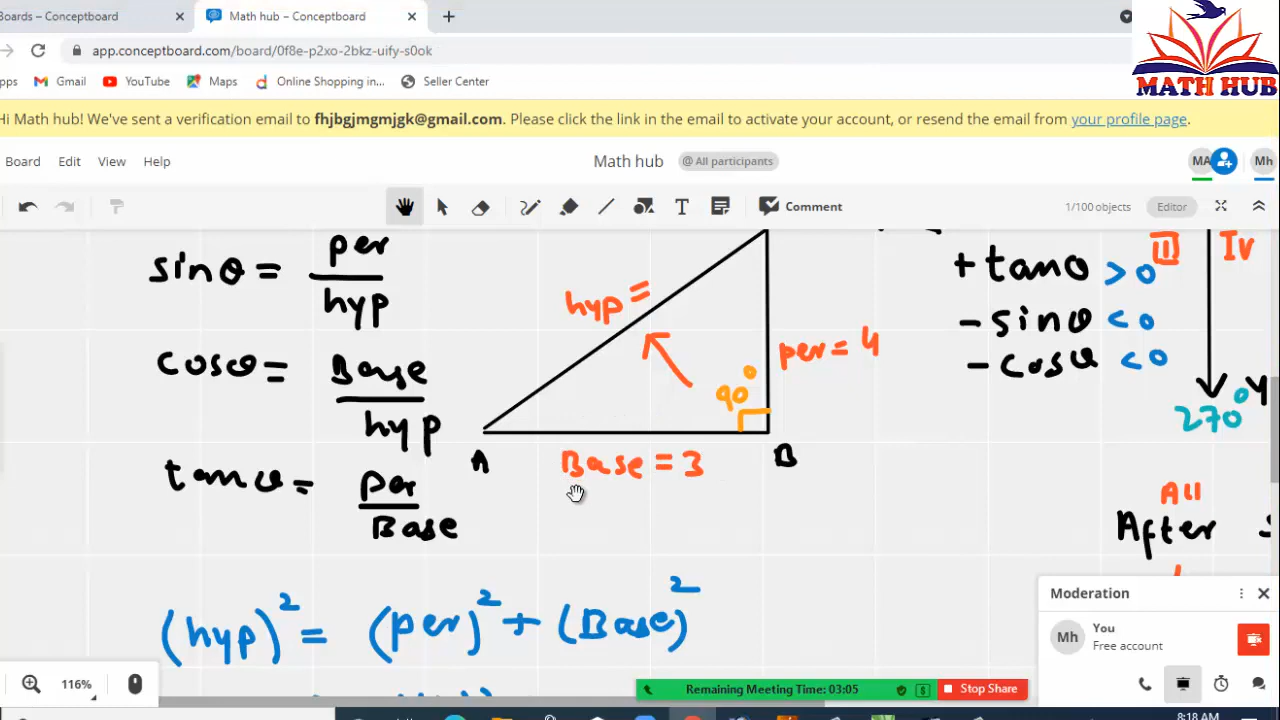 Boards – Conceptboard
Math hub – Conceptboard
app.conceptboard.com/board/0f8e-p2xo-2bkz-uify-s0ok
MATH HUB
pps
Gmail
YouTube
Maps
Online Shopping in...
Seller Center
Hi Math hub! We've sent a verification email to fhjbgjmgmjgk@gmail.com. Please click the link in the email to activate your account, or resend the email from your profile page.
Board Edit View Help
Math hub
@ All participants
MA
Mh
Comment
1/100 objects
Editor
sinθ = per/hyp
cosθ = Base/hyp
tanθ = per/Base
hyp =
per = 4
90°
A
B
Base = 3
(hyp)² = (per)² + (Base)²
III
IV
+ tanθ > 0
- sinθ < 0
- cosθ < 0
270°
Y
All
After
Moderation
Mh
You
Free account
116%
Remaining Meeting Time: 03:05
Stop Share
8:18 AM